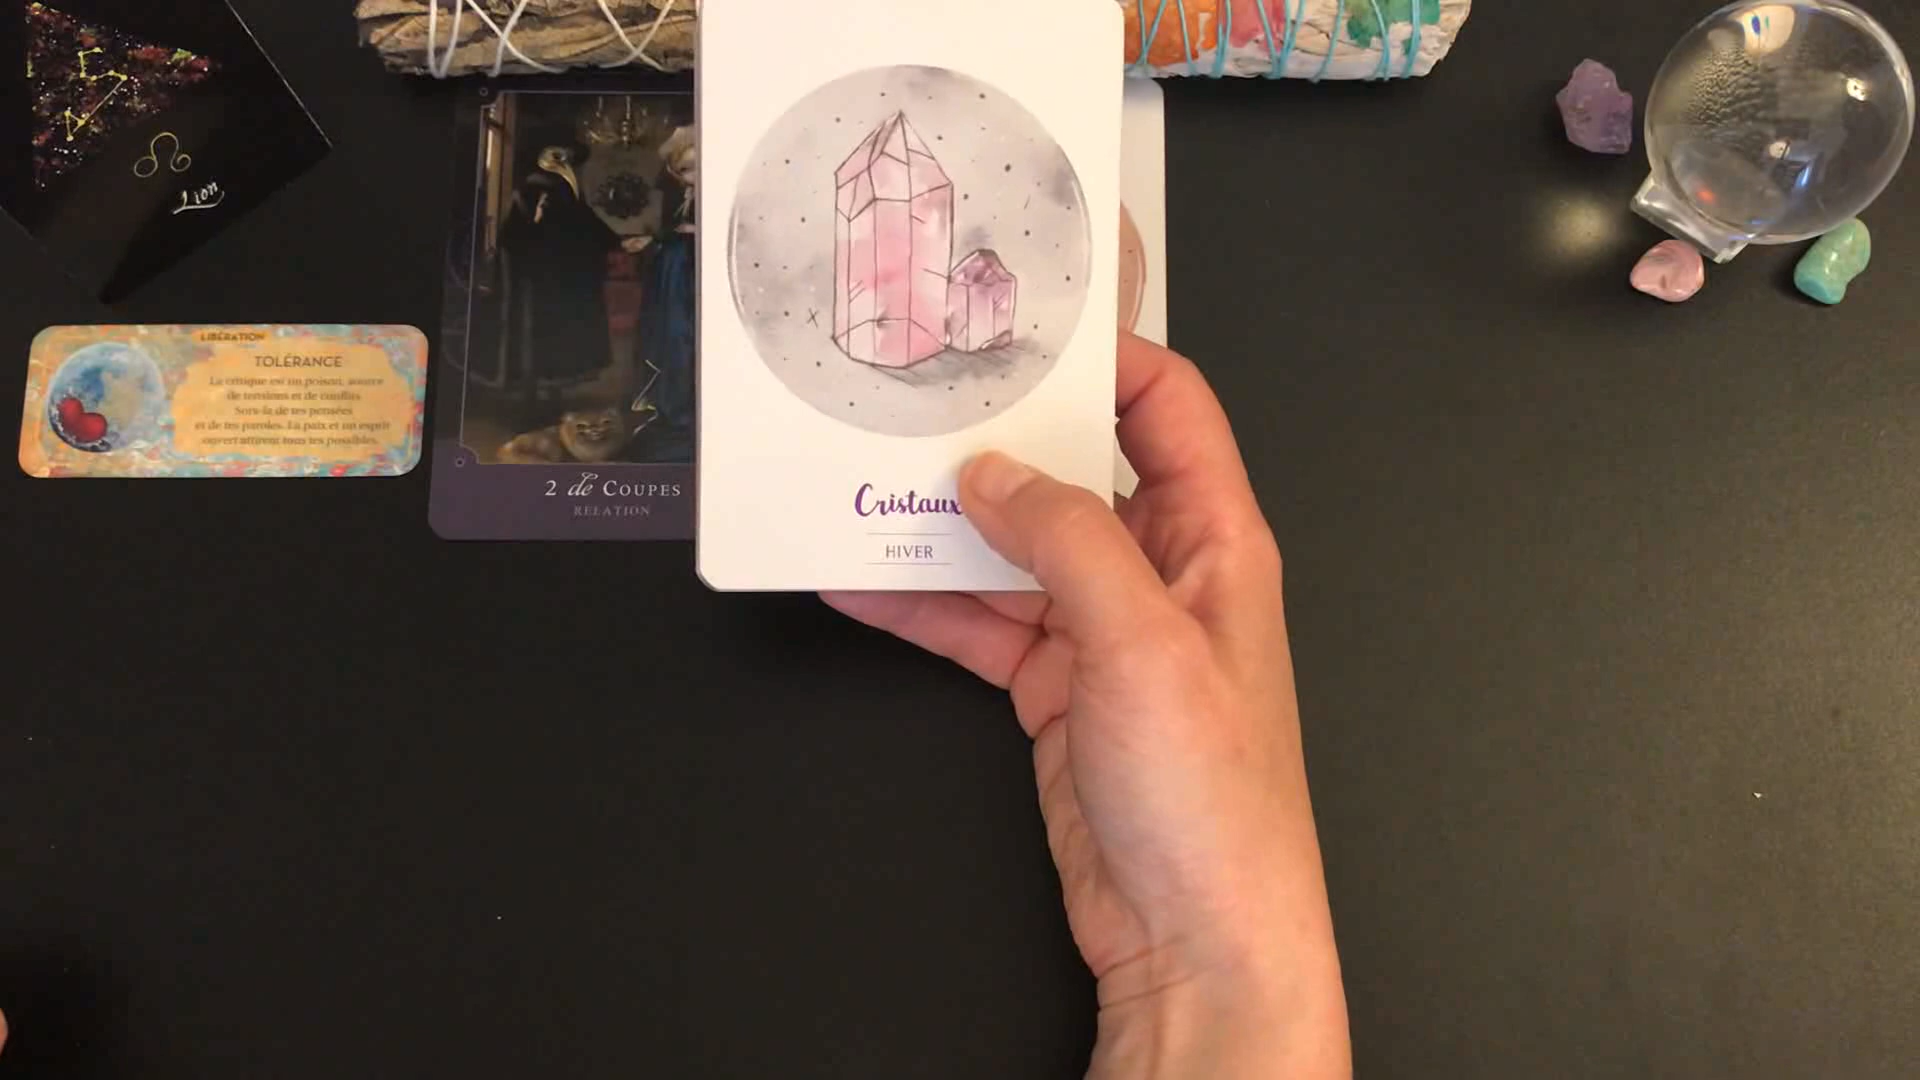 Lion
LIBÉRATION
TOLÉRANCE
La critique est un poison, source
de tensions et de conflits
Sors-la de tes pensées
et de tes paroles. La paix et un esprit
ouvert attirent tous tes possibles.
2 de COUPES
RELATION
Cristaux
HIVER